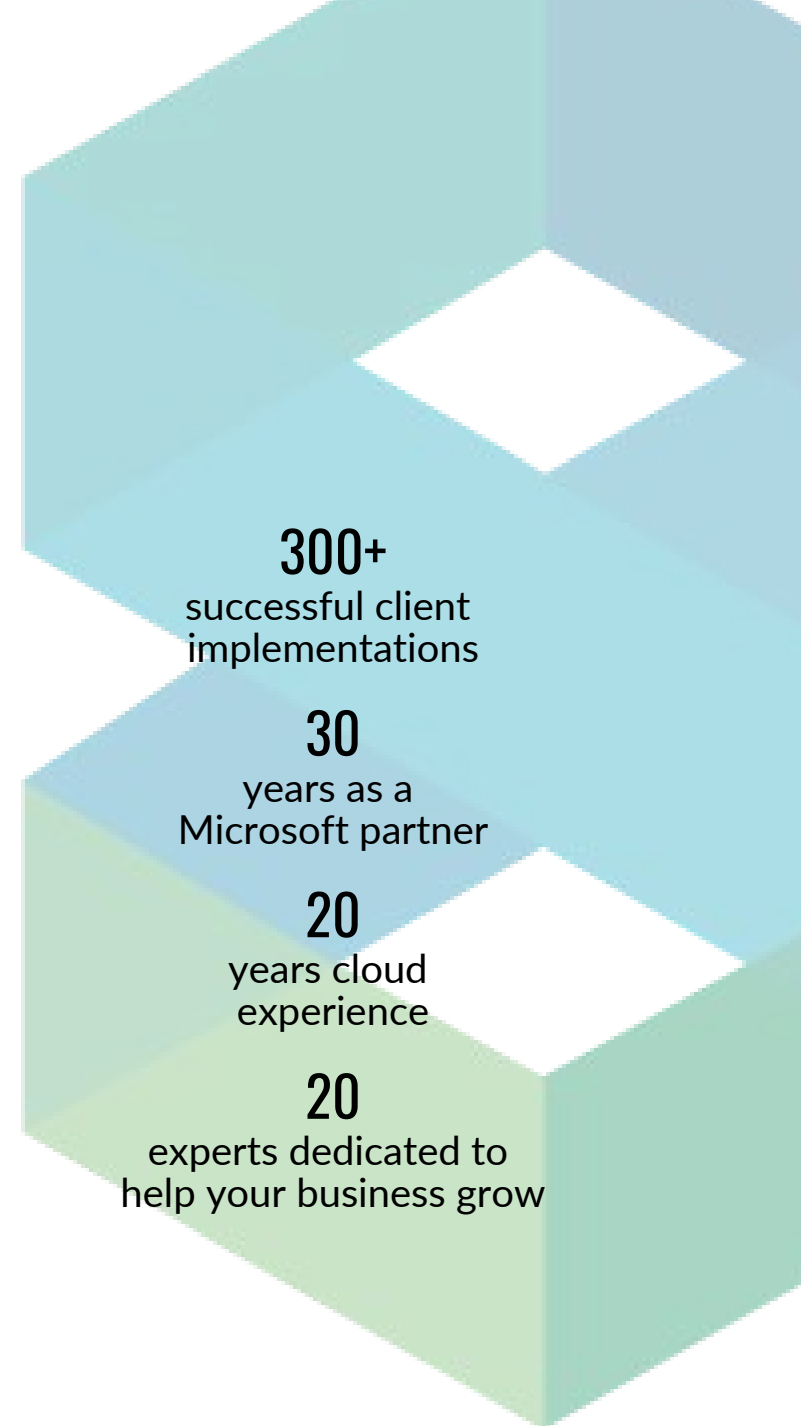 300+
successful client
implementations
30
years as a
Microsoft partner
20
years cloud
experience
20
experts dedicated to
help your business grow